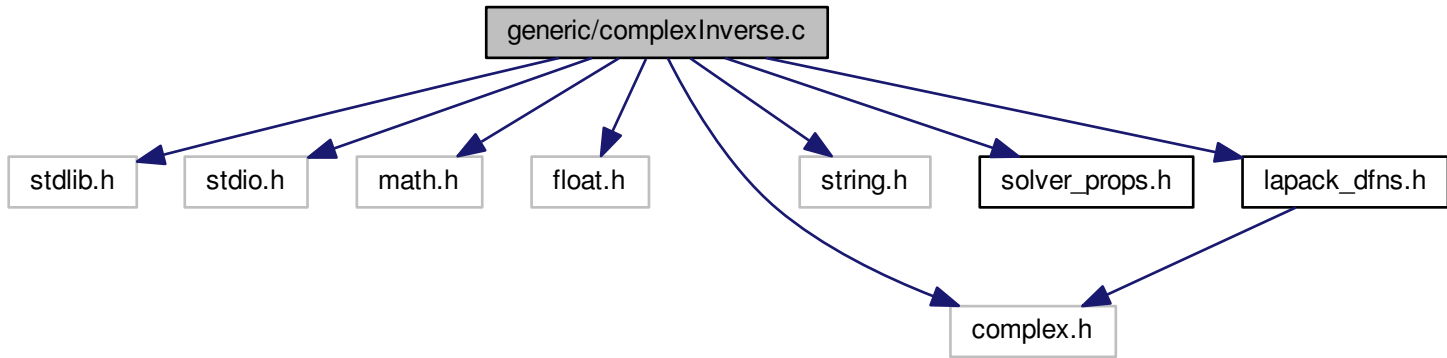 generic/complexInverse.c
stdlib.h
stdio.h
math.h
float.h
string.h
solver_props.h
lapack_dfns.h
complex.h